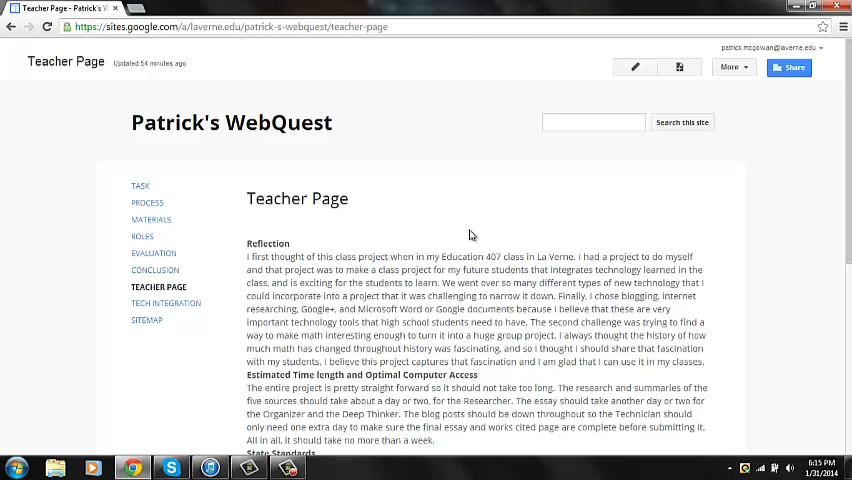 Teacher Page - Patrick's W
https://sites.google.com/a/laverne.edu/patrick-s-webquest/teacher-page
patrick.mcgowan@laverne.edu
Teacher Page Updated 54 minutes ago
More
Share
Patrick's WebQuest
Search this site
TASK
PROCESS
MATERIALS
ROLES
EVALUATION
CONCLUSION
TEACHER PAGE
TECH INTEGRATION
SITEMAP
Teacher Page
Reflection
I first thought of this class project when in my Education 407 class in La Verne. I had a project to do myself
and that project was to make a class project for my future students that integrates technology learned in the
class, and is exciting for the students to learn. We went over so many different types of new technology that I
could incorporate into a project that it was challenging to narrow it down. Finally, I chose blogging, internet
researching, Google+, and Microsoft Word or Google documents because I believe that these are very
important technology tools that high school students need to have. The second challenge was trying to find a
way to make math interesting enough to turn it into a huge group project. I always thought the history of how
much math has changed throughout history was fascinating, and so I thought I should share that fascination
with my students. I believe this project captures that fascination and I am glad that I can use it in my classes.
Estimated Time length and Optimal Computer Access
The entire project is pretty straight forward so it should not take too long. The research and summaries of the
five sources should take about a day or two, for the Researcher. The essay should take another day or two for
the Organizer and the Deep Thinker. The blog posts should be down throughout so the Technician should
only need one extra day to make sure the final essay and works cited page are complete before submitting it.
All in all, it should take no more than a week.
State Standards
6:15 PM
1/31/2014